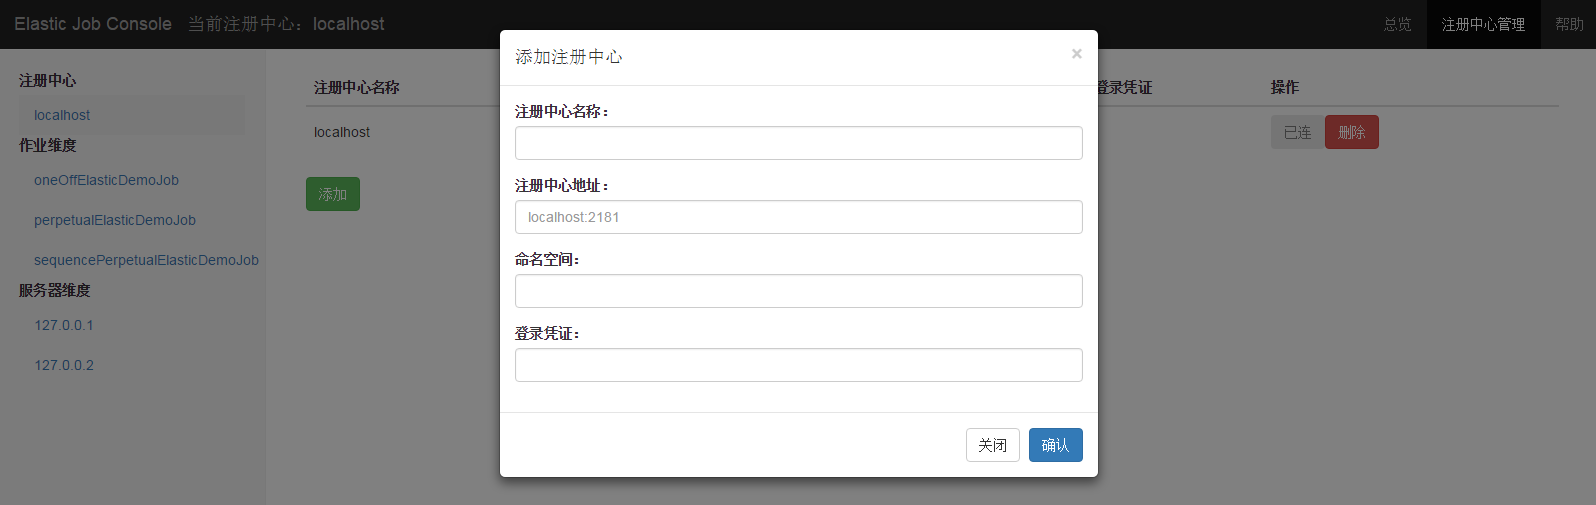 Elastic Job Console 当前注册中心：localhost
总览 注册中心管理 帮助
注册中心
localhost
作业维度
oneOffElasticDemoJob
perpetualElasticDemoJob
sequencePerpetualElasticDemoJob
服务器维度
127.0.0.1
127.0.0.2
注册中心名称 登录凭证 操作
localhost 已连 删除
添加
添加注册中心 ×
注册中心名称：
注册中心地址：
localhost:2181
命名空间：
登录凭证：
关闭 确认